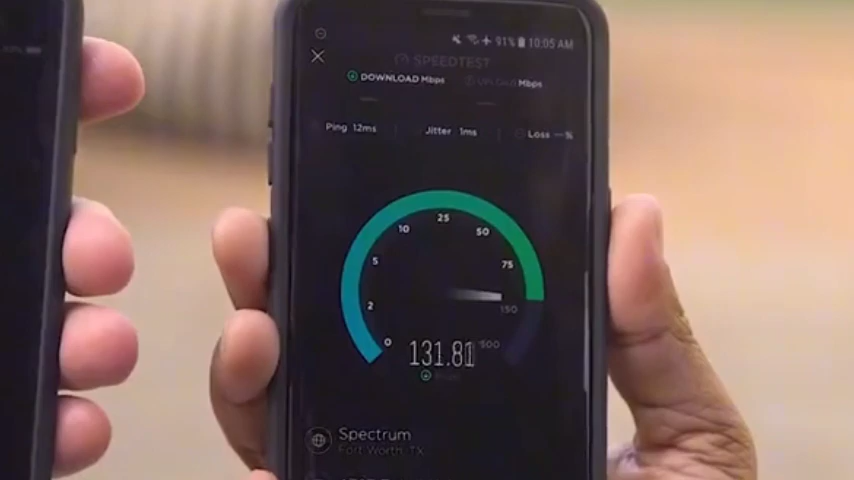 91% 10:05 AM
SPEEDTEST
DOWNLOAD Mbps UPLOAD Mbps
Ping 12ms Jitter 1ms Loss —%
25
10 50
5 75
2 150
0 500
131.81
Spectrum
Fort Worth, TX